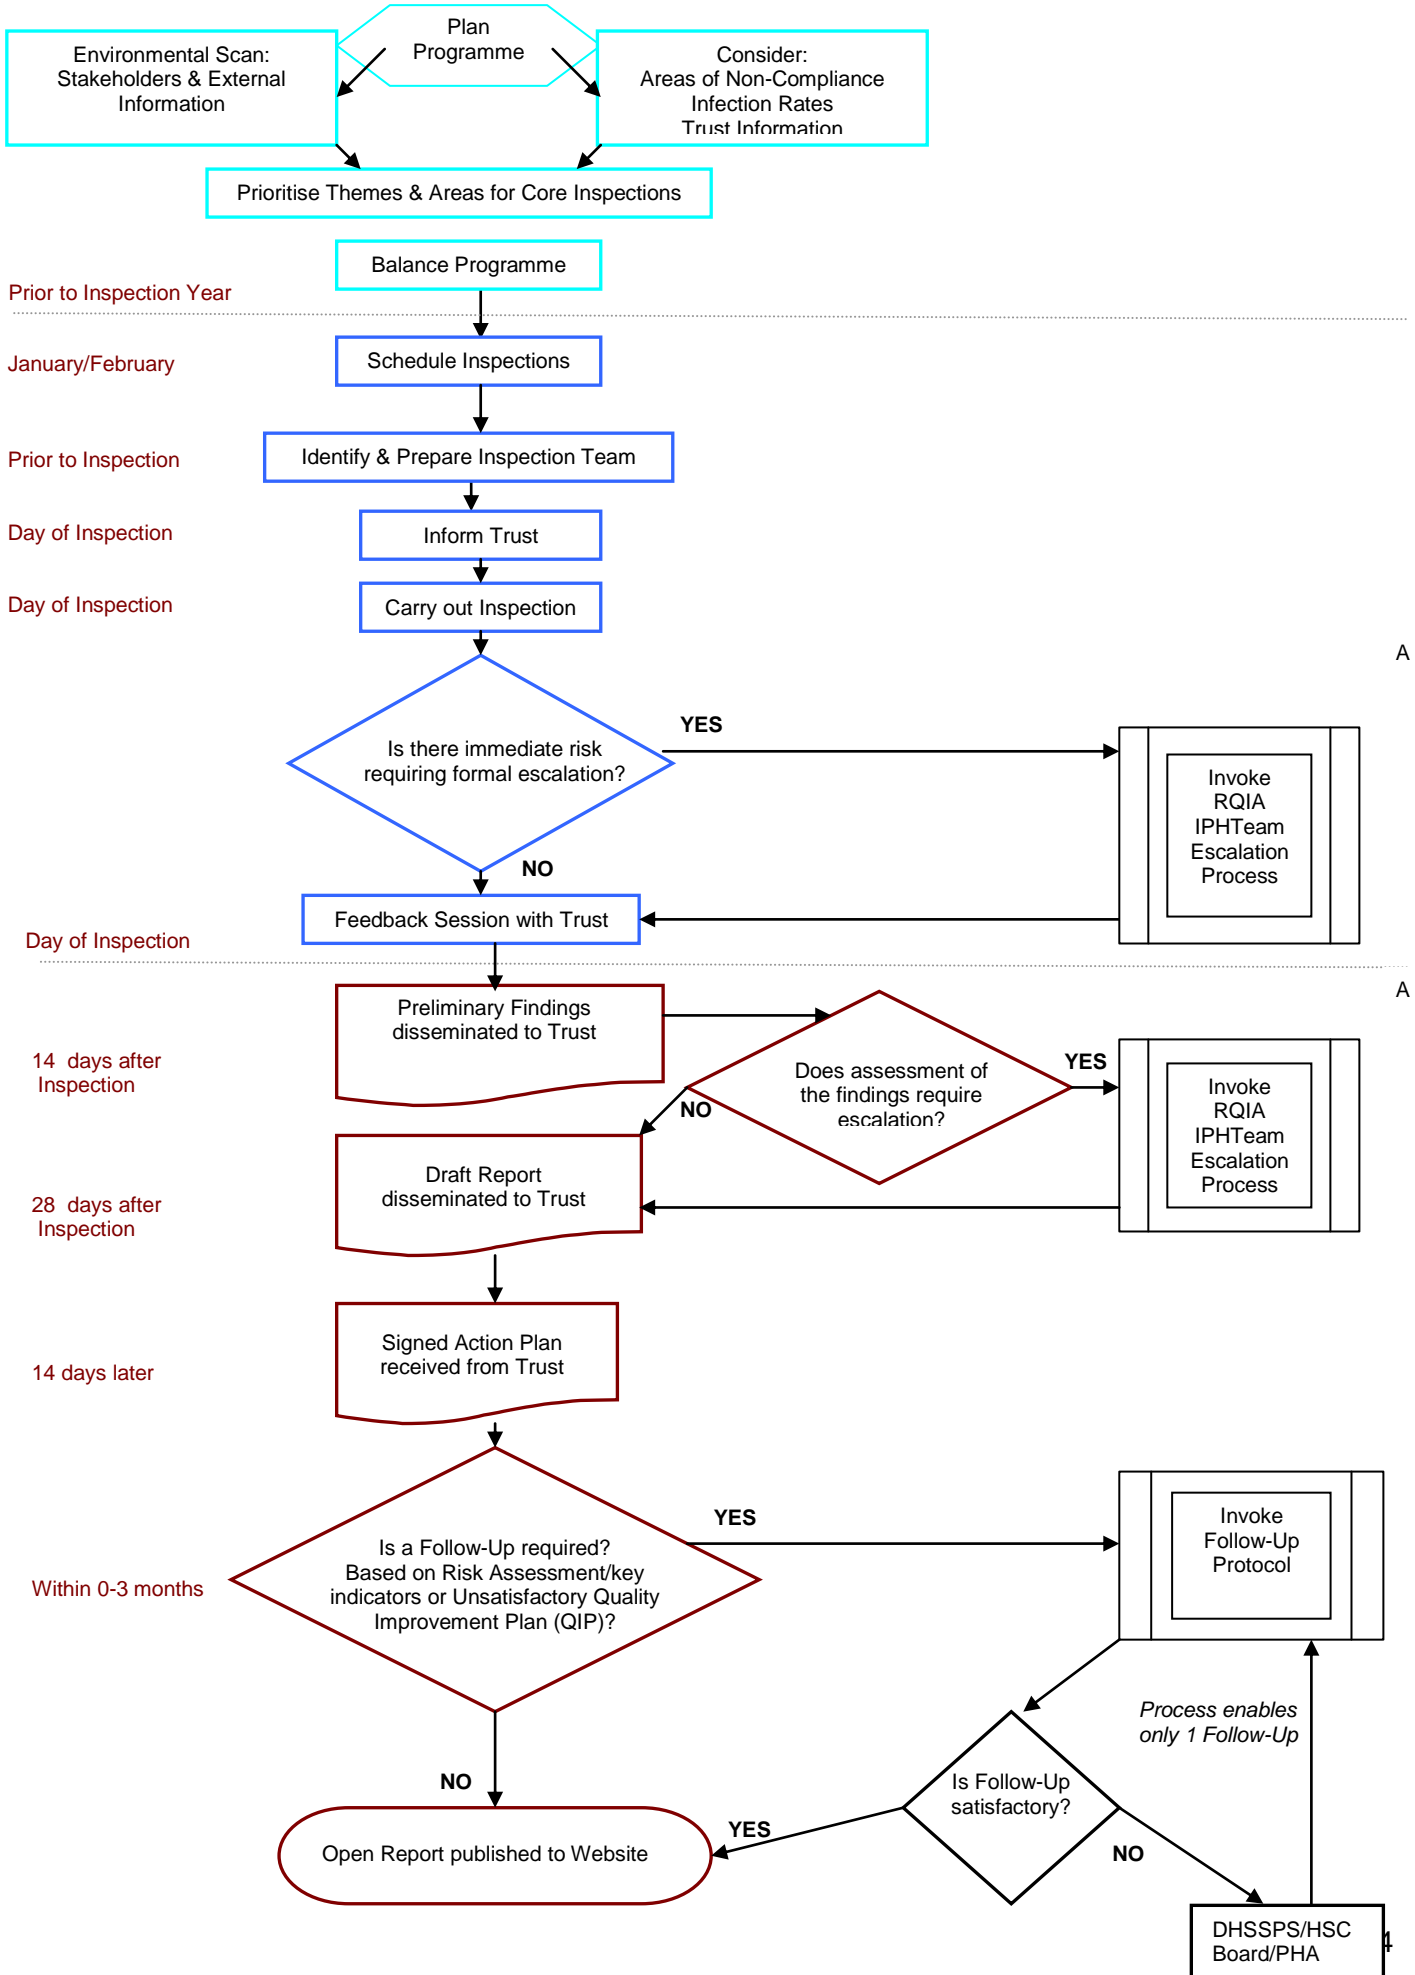 Plan
Programme
Environmental Scan:
Stakeholders & External
Information
Consider:
Areas of Non-Compliance
Infection Rates
Trust Information
Prioritise Themes & Areas for Core Inspections
Balance Programme
Prior to Inspection Year
January/February
Schedule Inspections
Prior to Inspection
Identify & Prepare Inspection Team
Day of Inspection
Inform Trust
Day of Inspection
Carry out Inspection
A
Is there immediate risk
requiring formal escalation?
YES
NO
Invoke
RQIA
IPHTeam
Escalation
Process
Feedback Session with Trust
Day of Inspection
A
Preliminary Findings
disseminated to Trust
14 days after
Inspection
Does assessment of
the findings require
escalation?
YES
NO
Invoke
RQIA
IPHTeam
Escalation
Process
Draft Report
disseminated to Trust
28 days after
Inspection
Signed Action Plan
received from Trust
14 days later
Is a Follow-Up required?
Based on Risk Assessment/key
indicators or Unsatisfactory Quality
Improvement Plan (QIP)?
Within 0-3 months
YES
NO
Invoke
Follow-Up
Protocol
Process enables
only 1 Follow-Up
Is Follow-Up
satisfactory?
YES
NO
Open Report published to Website
DHSSPS/HSC
Board/PHA
4